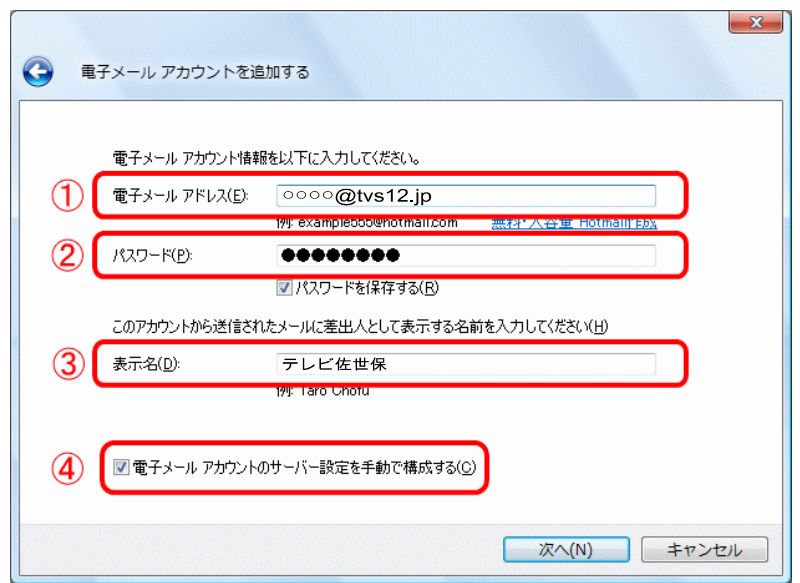 電子メール アカウントを追加する
電子メール アカウント情報を以下に入力してください。
① 電子メール アドレス(E): ○○○○@tvs12.jp
例: example555@hotmail.com
② パスワード(P): ●●●●●●●●
パスワードを保存する(R)
このアカウントから送信されたメールに差出人として表示する名前を入力してください(H)
③ 表示名(D): テレビ佐世保
例: Taro Chofu
④ 電子メール アカウントのサーバー設定を手動で構成する(C)
次へ(N) キャンセル